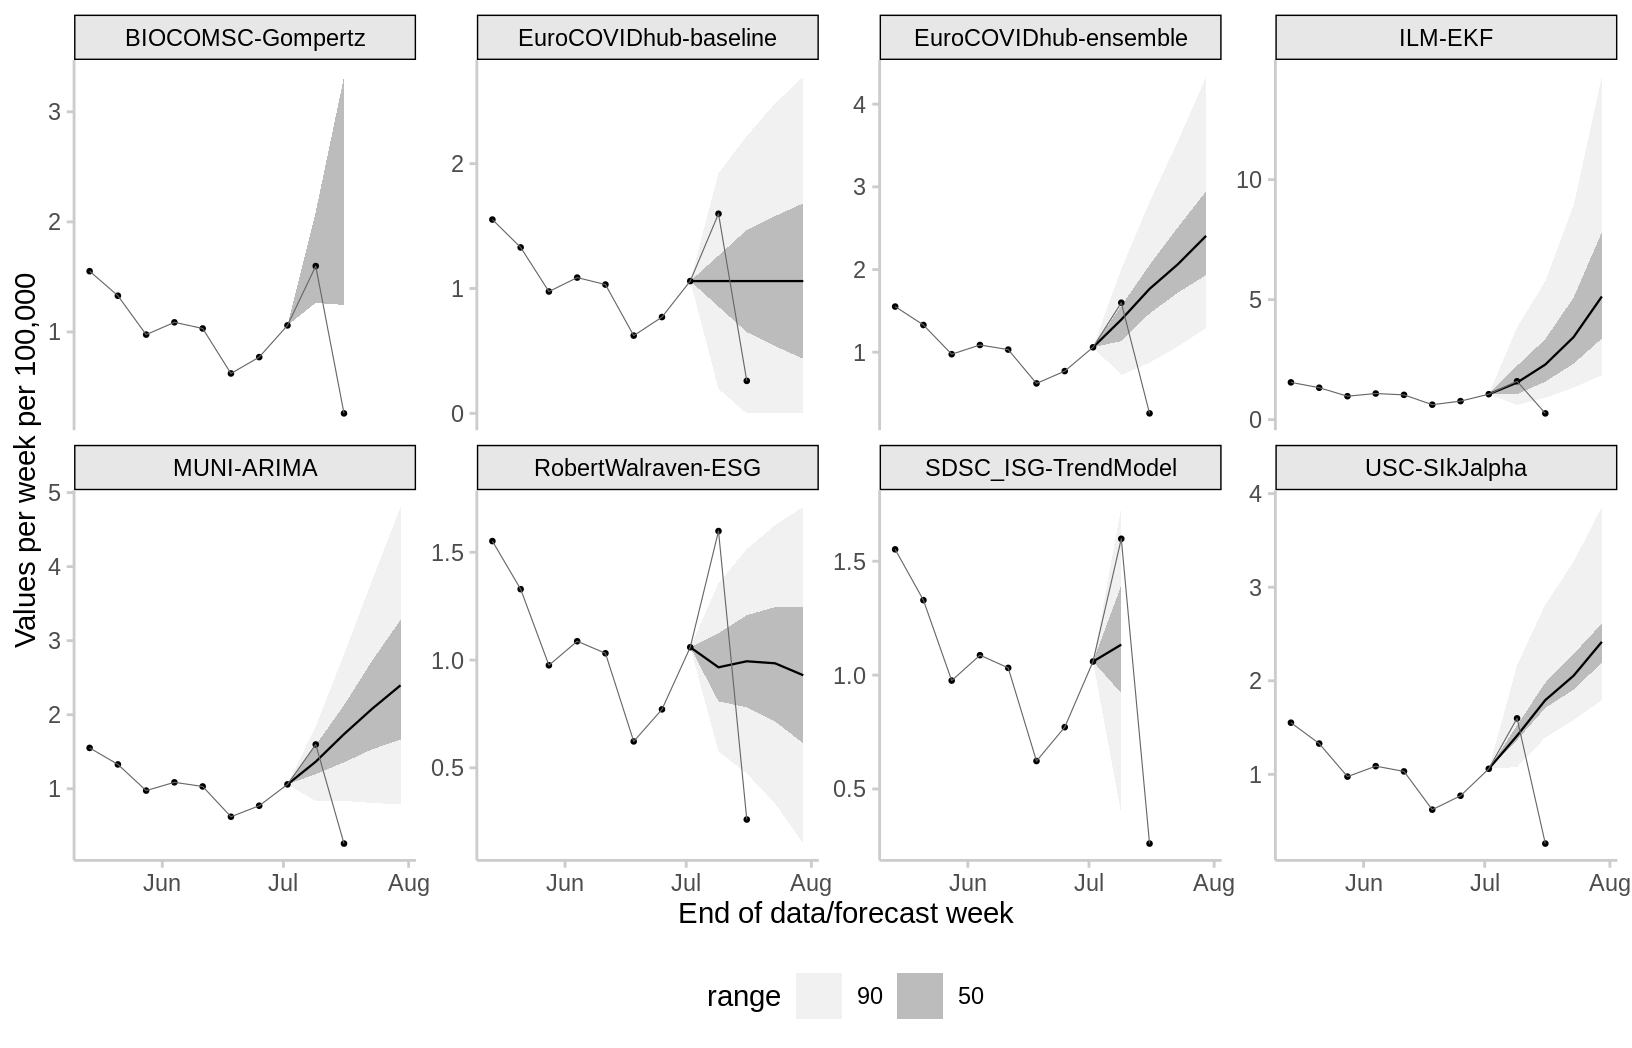 BIOCOMSC-Gompertz
EuroCOVIDhub-baseline
EuroCOVIDhub-ensemble
ILM-EKF
3
2
1
2
1
0
4
3
2
1
10
5
0
Values per week per 100,000
MUNI-ARIMA
RobertWalraven-ESG
SDSC_ISG-TrendModel
USC-SIkJalpha
5
4
3
2
1
1.5
1.0
0.5
1.5
1.0
0.5
4
3
2
1
Jun Jul Aug
Jun Jul Aug
Jun Jul Aug
Jun Jul Aug
End of data/forecast week
range 90 50